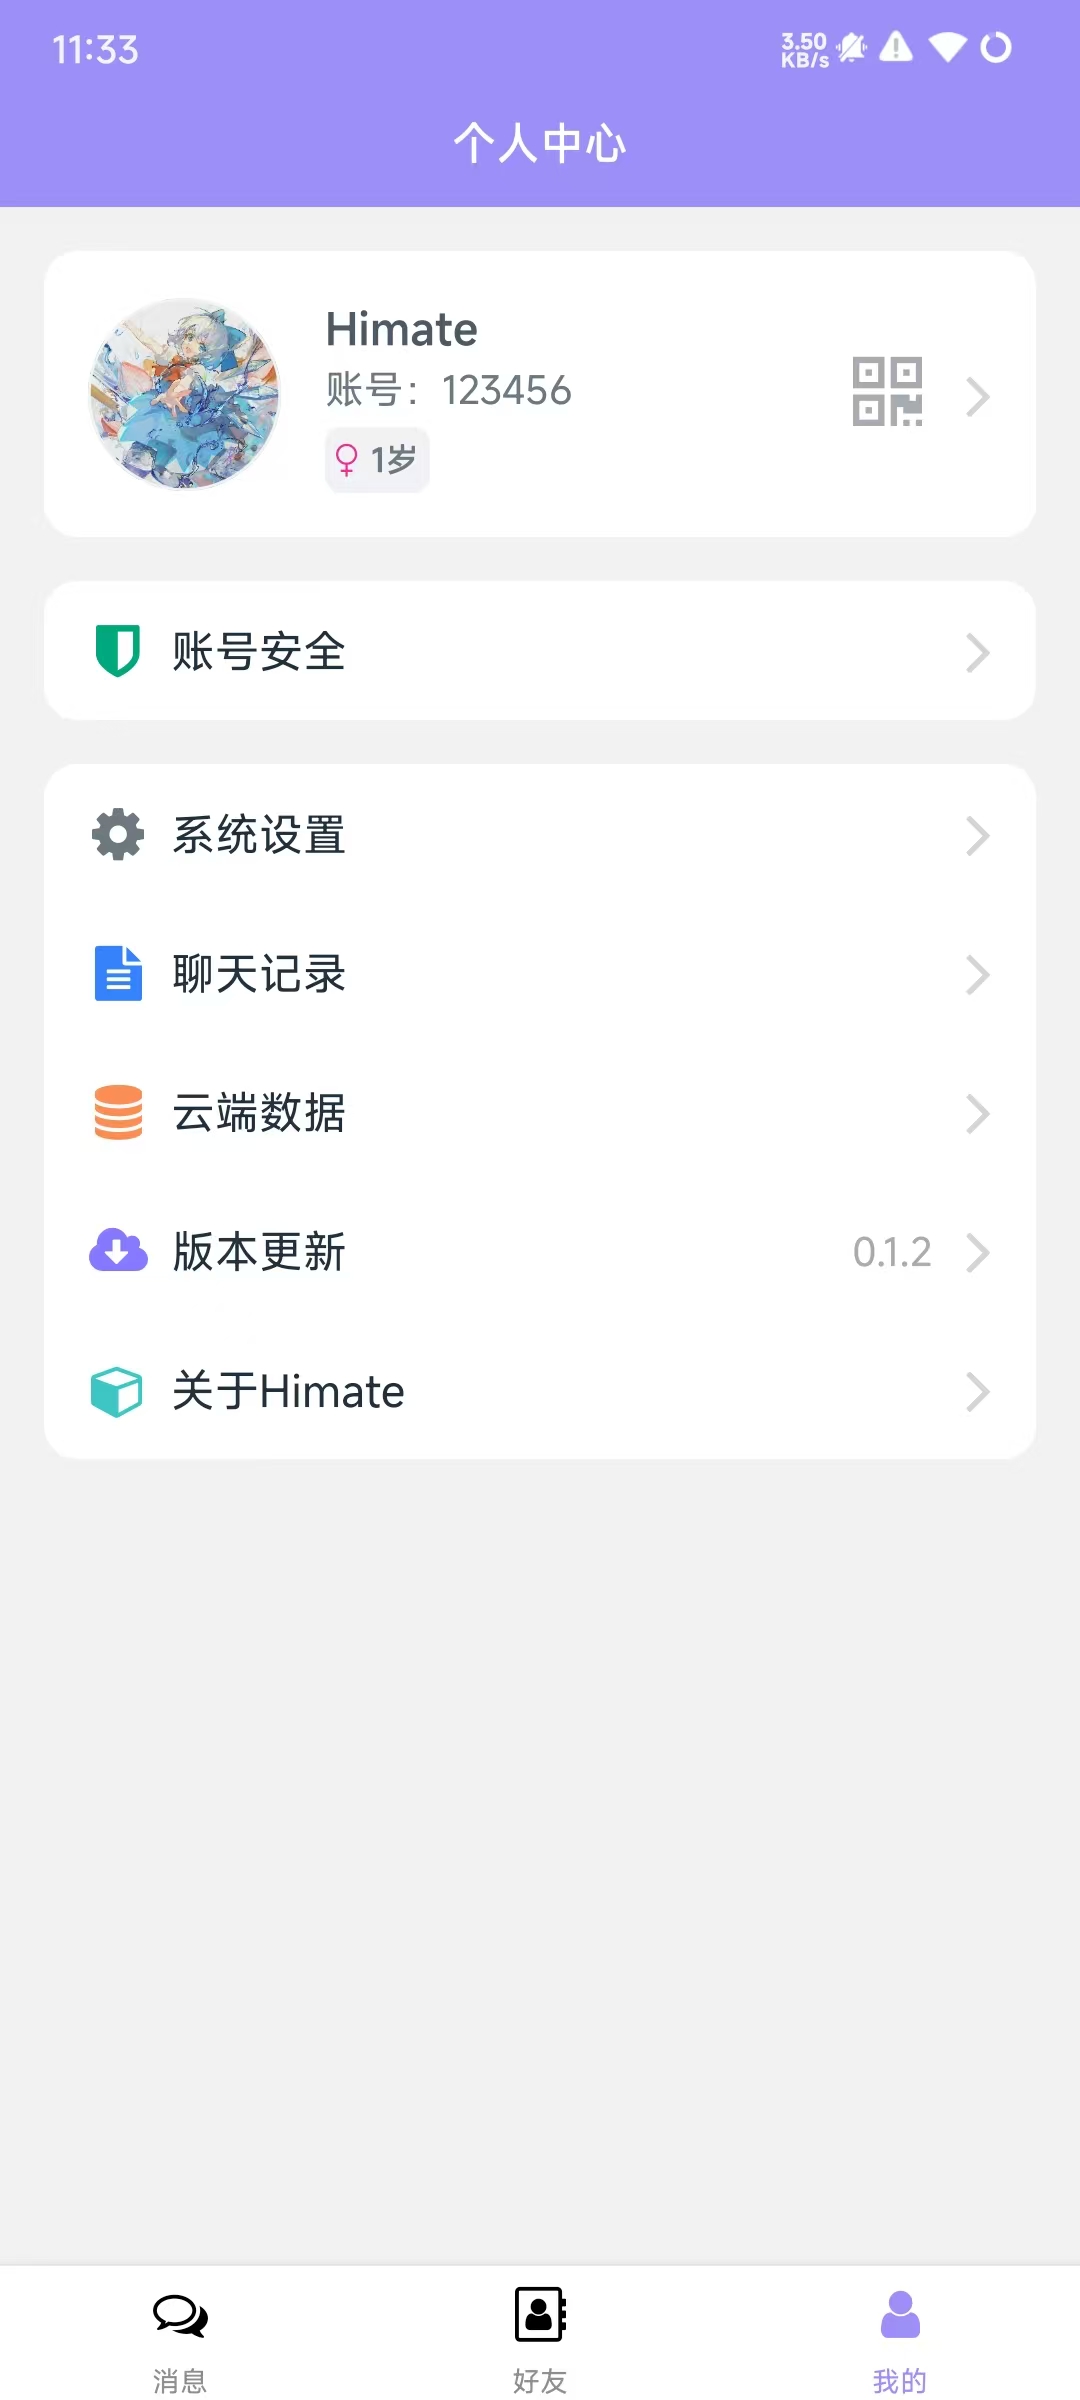 11:33
3.50
KB/s
个人中心
Himate
账号：123456
1岁
账号安全
系统设置
聊天记录
云端数据
版本更新
0.1.2
关于Himate
消息
好友
我的